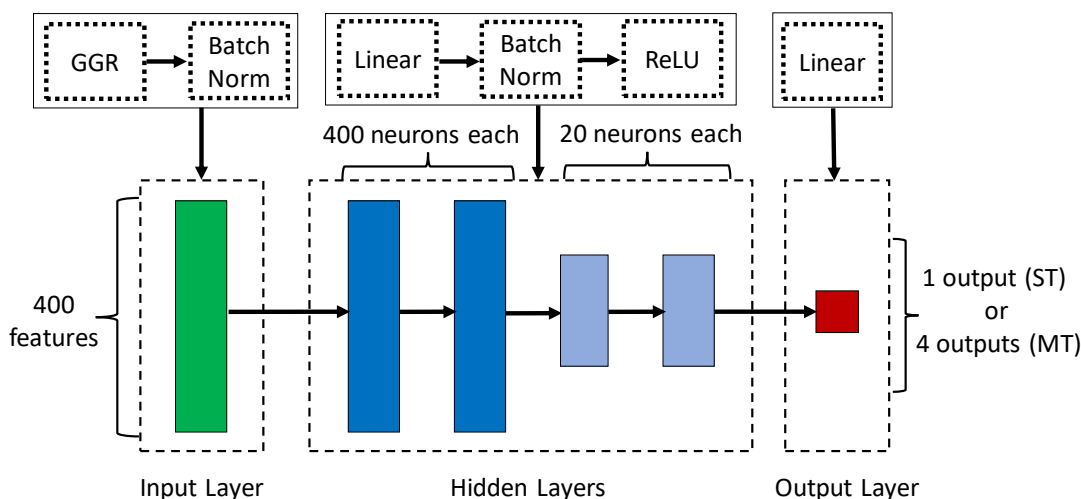 GGR
Batch
Norm
Linear
Batch
Norm
ReLU
Linear
400 neurons each
20 neurons each
400
features
1 output (ST)
or
4 outputs (MT)
Input Layer
Hidden Layers
Output Layer